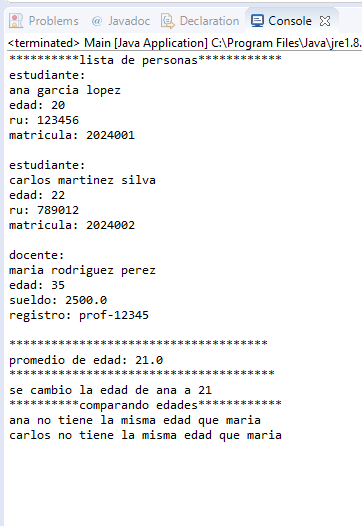 Problems @ Javadoc Declaration Console
<terminated> Main [Java Application] C:\Program Files\Java\jre1.8.
**********lista de personas************
estudiante:
ana garcia lopez
edad: 20
ru: 123456
matricula: 2024001
estudiante:
carlos martinez silva
edad: 22
ru: 789012
matricula: 2024002
docente:
maria rodriguez perez
edad: 35
sueldo: 2500.0
registro: prof-12345
*************************************
promedio de edad: 21.0
**************************************
se cambio la edad de ana a 21
**********comparando edades************
ana no tiene la misma edad que maria
carlos no tiene la misma edad que maria